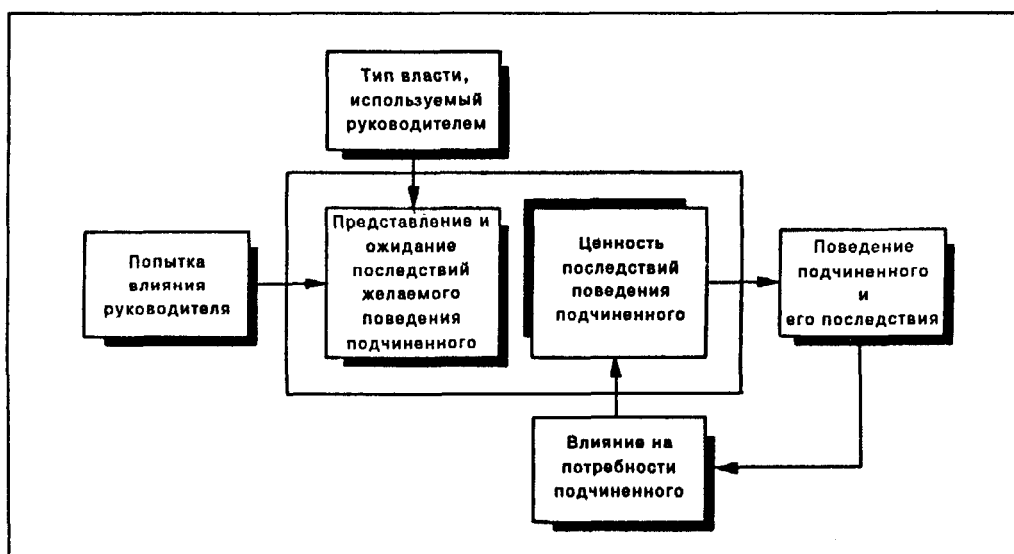 Тип власти,
используемый
руководителем
Попытка
влияния
руководителя
Представление и
ожидание
последствий
желаемого
поведения
подчиненного
Ценность
последствий
поведения
подчиненного
Поведение
подчиненного
и
его последствия
Влияние на
потребности
подчиненного